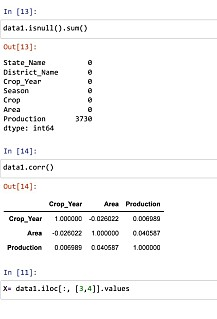 In [13]:
data1.isnull().sum()
Out[13]:
State_Name 0
District_Name 0
Crop_Year 0
Season 0
Crop 0
Area 0
Production 3730
dtype: int64
In [14]:
data1.corr()
Out[14]:
Crop_Year Area Production
Crop_Year 1.000000 -0.026022 0.006989
Area -0.026022 1.000000 0.040587
Production 0.006989 0.040587 1.000000
In [11]:
X= data1.iloc[:, [3,4]].values